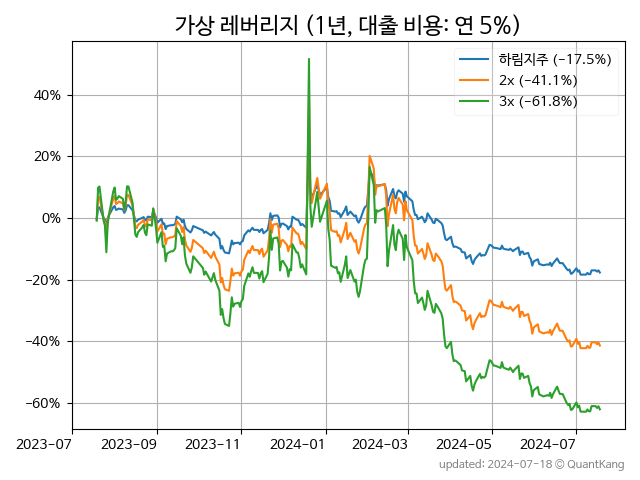 가상 레버리지 (1년, 대출 비용: 연 5%)
하림지주 (−17.5%)
2x (−41.1%)
3x (−61.8%)
40%
20%
0%
−20%
−40%
−60%
2023-07
2023-09
2023-11
2024-01
2024-03
2024-05
2024-07
updated: 2024-07-18 © QuantKang